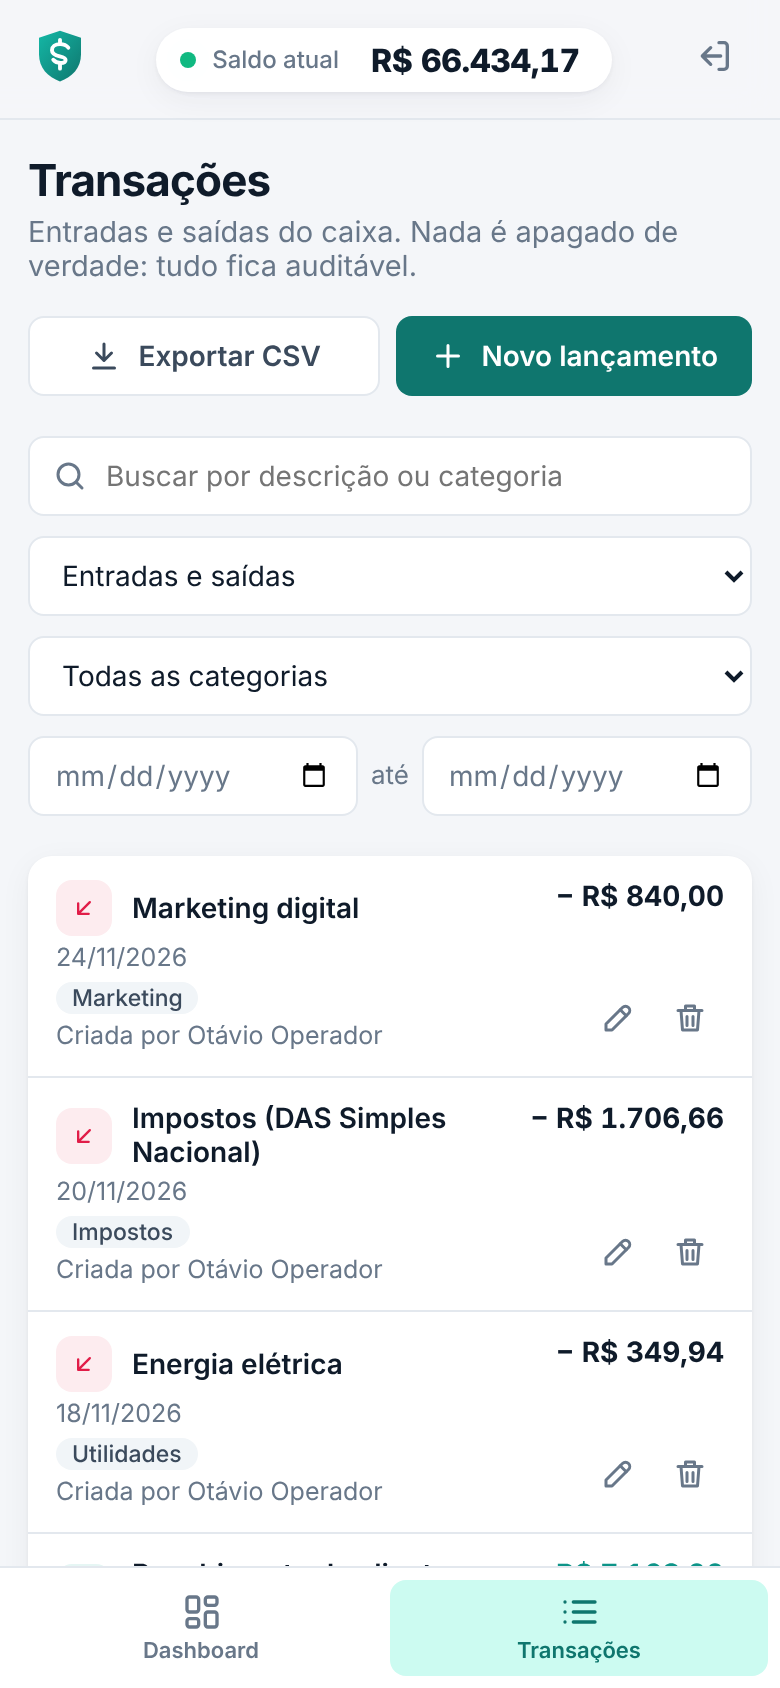 Saldo atual R$ 66.434,17
Transações
Entradas e saídas do caixa. Nada é apagado de
verdade: tudo fica auditável.
Exportar CSV
Novo lançamento
Buscar por descrição ou categoria
Entradas e saídas
Todas as categorias
mm/dd/yyyy até mm/dd/yyyy
Marketing digital − R$ 840,00
24/11/2026
Marketing
Criada por Otávio Operador
Impostos (DAS Simples − R$ 1.706,66
Nacional)
20/11/2026
Impostos
Criada por Otávio Operador
Energia elétrica − R$ 349,94
18/11/2026
Utilidades
Criada por Otávio Operador
Dashboard
Transações